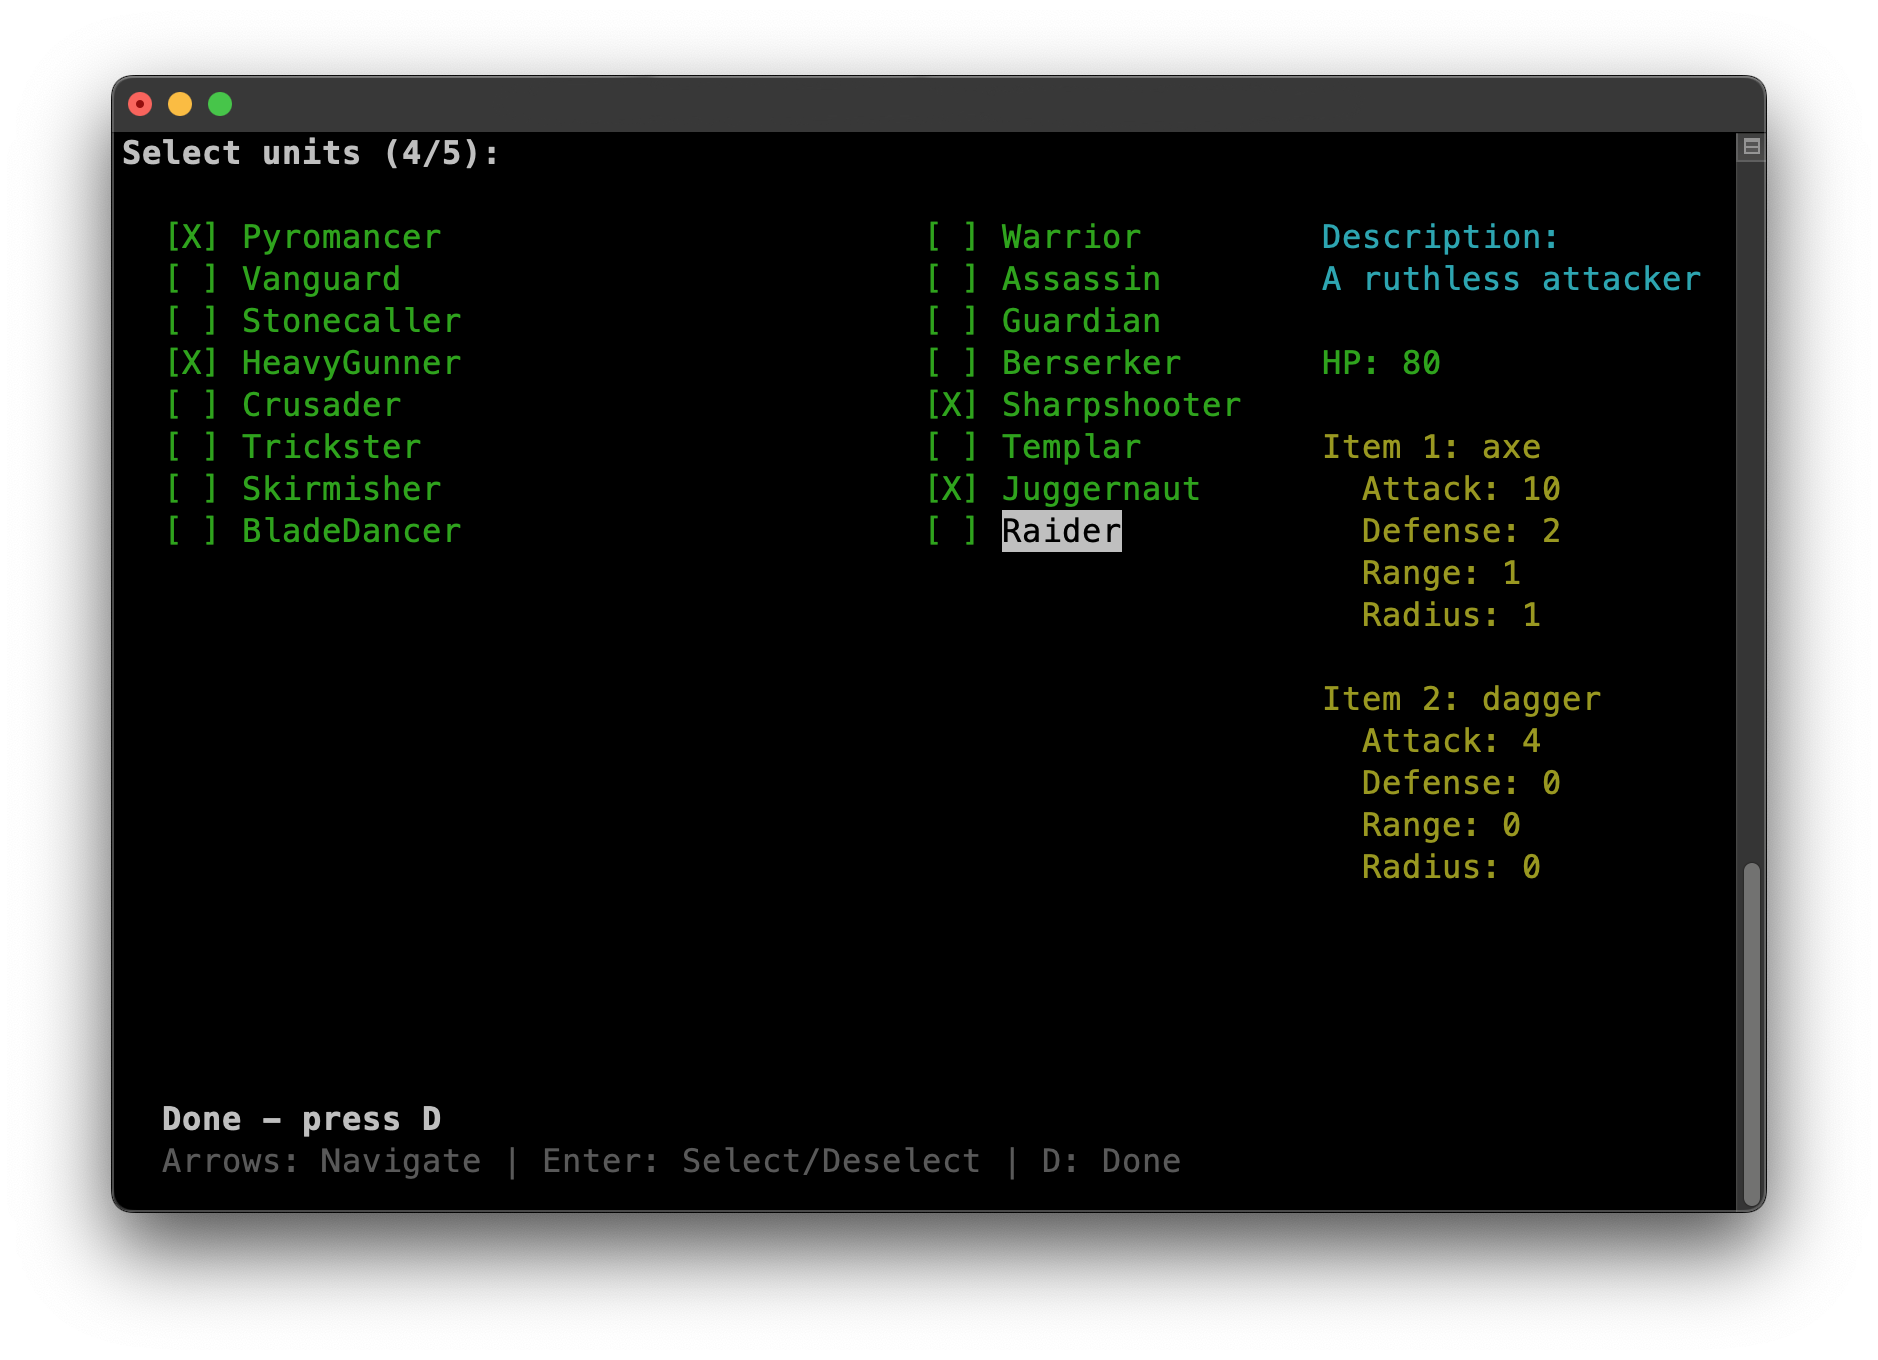 Select units (4/5):
[X] Pyromancer [ ] Warrior Description:
[ ] Vanguard [ ] Assassin A ruthless attacker
[ ] Stonecaller [ ] Guardian
[X] HeavyGunner [ ] Berserker HP: 80
[ ] Crusader [X] Sharpshooter
[ ] Trickster [ ] Templar Item 1: axe
[ ] Skirmisher [X] Juggernaut Attack: 10
[ ] BladeDancer [ ] Raider Defense: 2
Range: 1
Radius: 1
Item 2: dagger
Attack: 4
Defense: 0
Range: 0
Radius: 0
Done – press D
Arrows: Navigate | Enter: Select/Deselect | D: Done